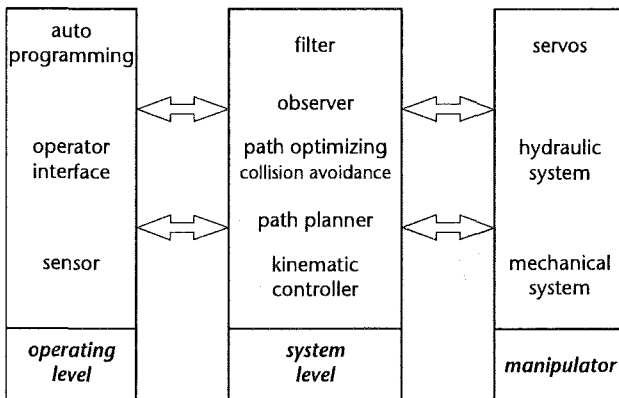 auto
programming
operator
interface
sensor
operating
level
filter
observer
path optimizing
collision avoidance
path planner
kinematic
controller
system
level
servos
hydraulic
system
mechanical
system
manipulator